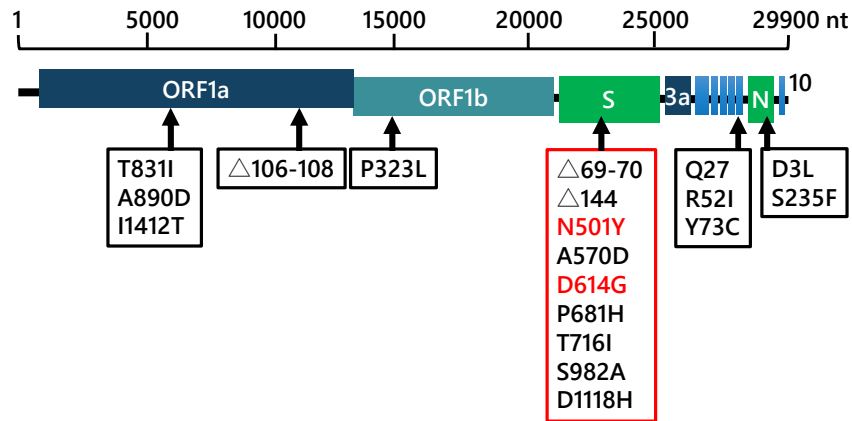 1 5000 10000 15000 20000 25000 29900 nt
ORF1a ORF1b S 3a N 10
T831I
A890D
I1412T
△106-108
P323L
△69-70
△144
N501Y
A570D
D614G
P681H
T716I
S982A
D1118H
Q27
R52I
Y73C
D3L
S235F